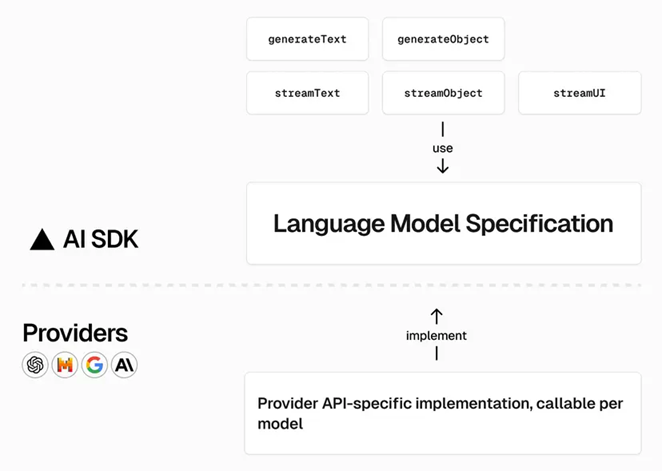 generateText generateObject
streamText streamObject streamUI
use
Language Model Specification
AI SDK
Providers
implement
Provider API-specific implementation, callable per
model